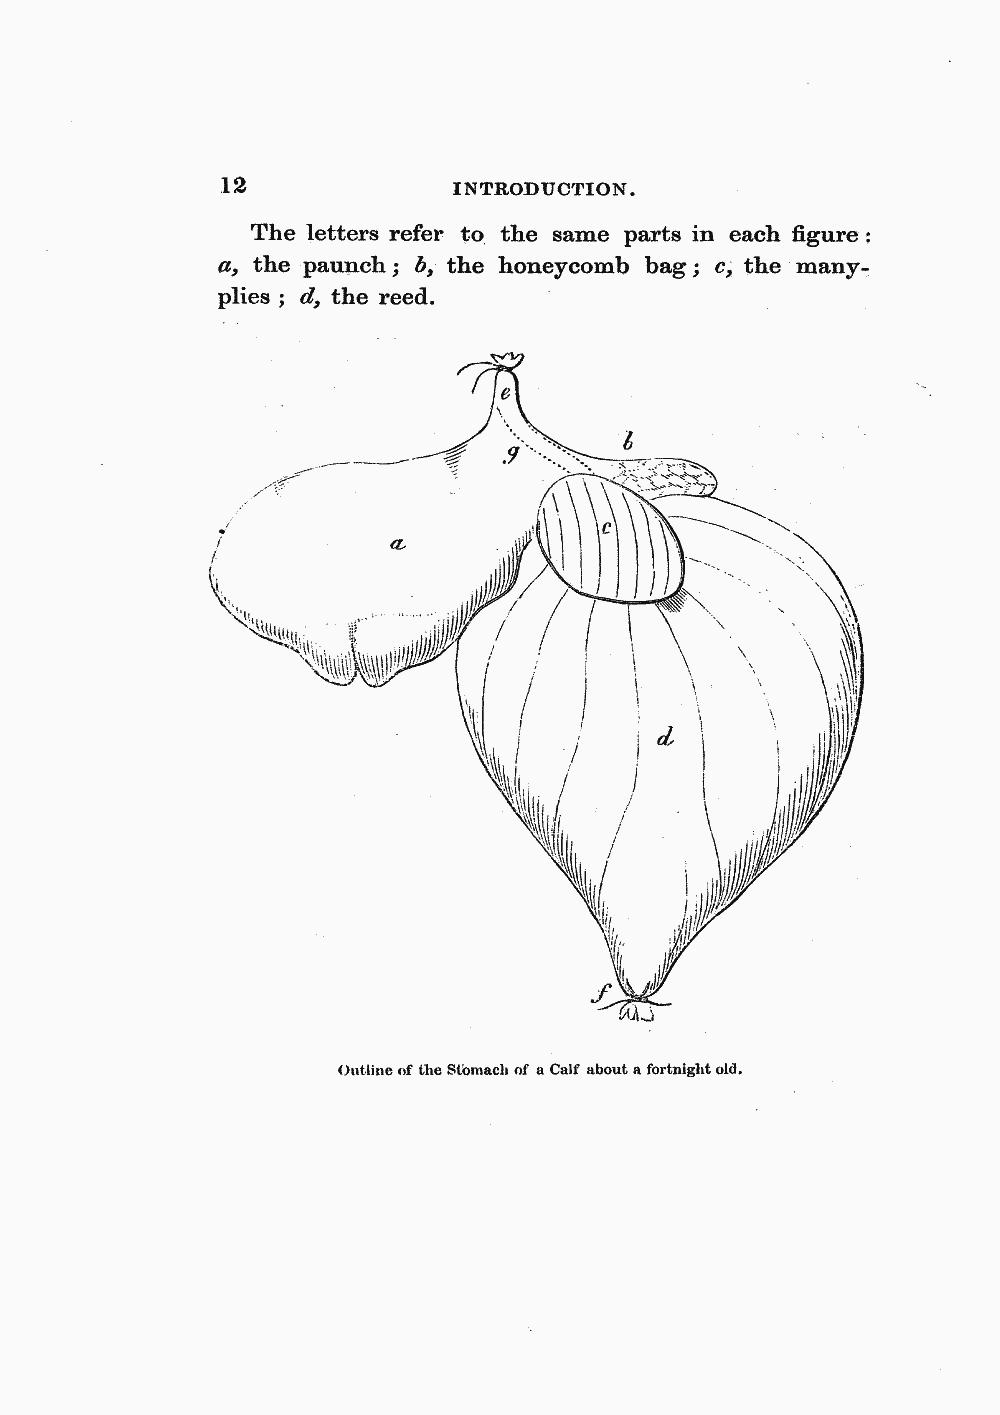 12 INTRODUCTION.
The letters refer to the same parts in each figure :
a, the paunch ; b, the honeycomb bag ; c, the many-
plies ; d, the reed.
e
b
g
c
a
d
f
Outline of the Stomach of a Calf about a fortnight old.